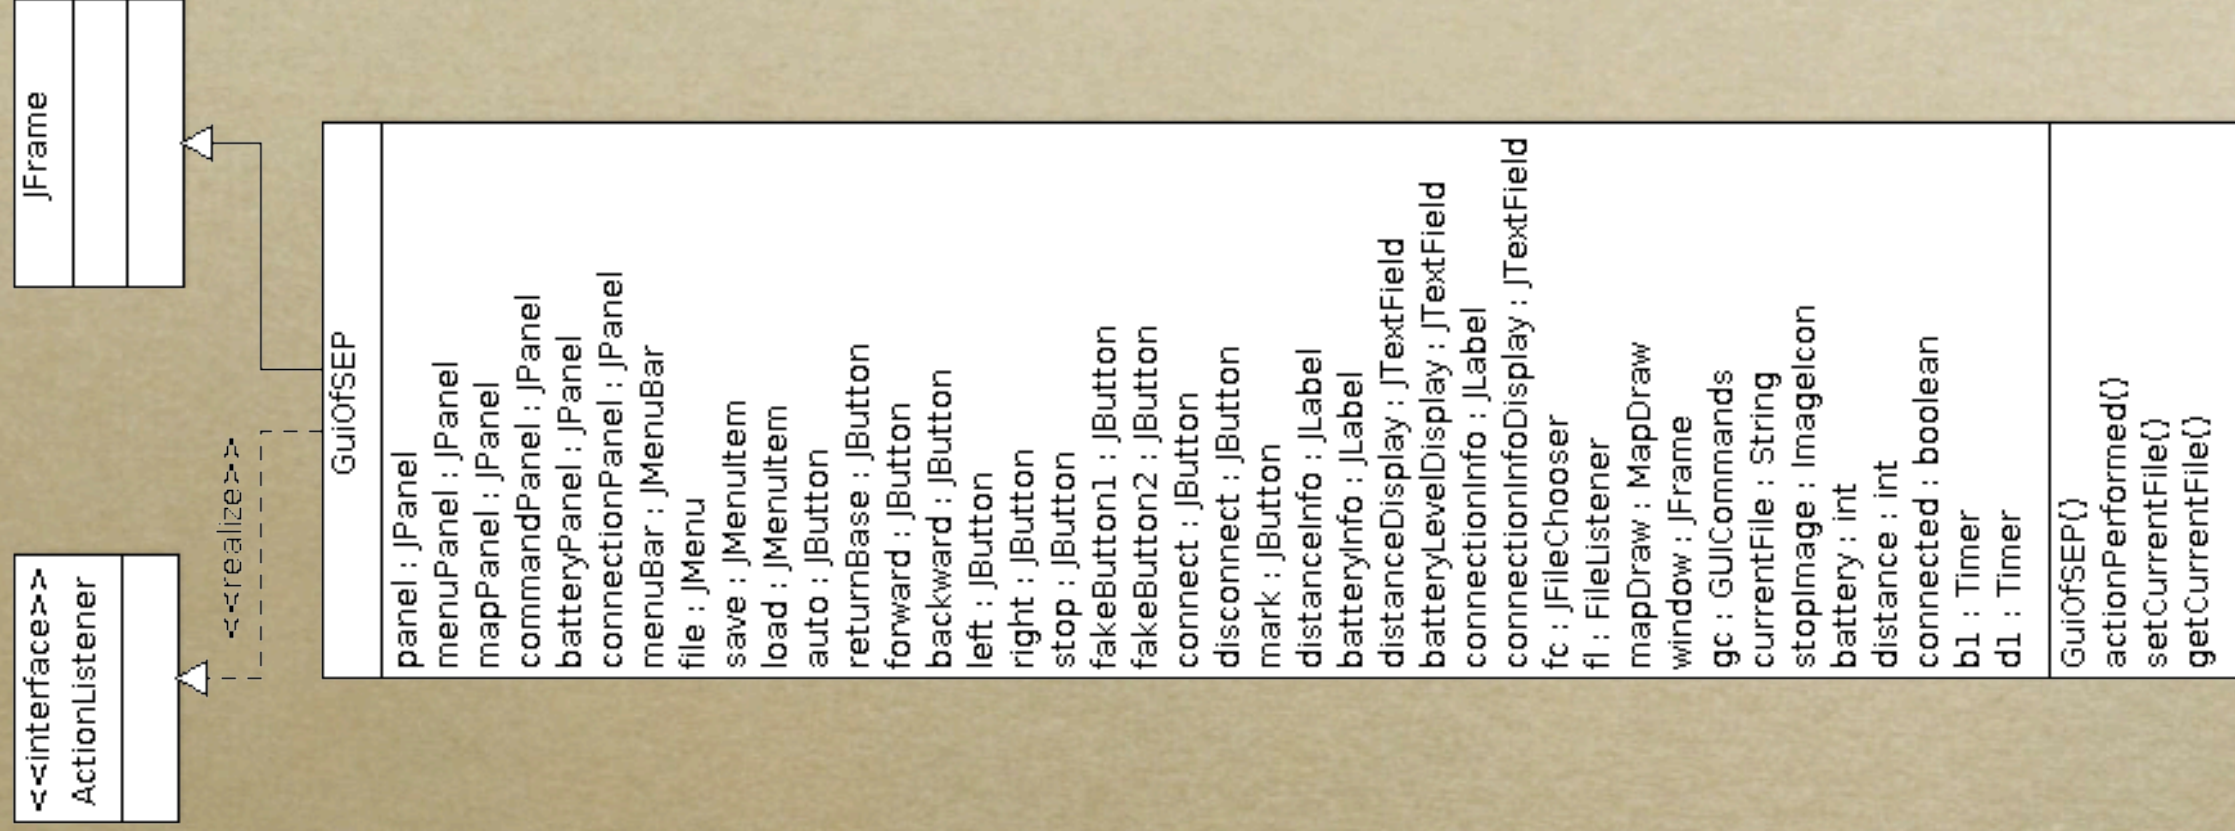 <<interface>>
ActionListener
JFrame
<<realize>>
GuiOfSEP
panel : JPanel
menuPanel : JPanel
mapPanel : JPanel
commandPanel : JPanel
batteryPanel : JPanel
connectionPanel : JPanel
menuBar : JMenuBar
file : JMenu
save : JMenuItem
load : JMenuItem
auto : JButton
returnBase : JButton
forward : JButton
backward : JButton
left : JButton
right : JButton
stop : JButton
fakeButton1 : JButton
fakeButton2 : JButton
connect : JButton
disconnect : JButton
mark : JButton
distanceInfo : JLabel
batteryInfo : JLabel
distanceDisplay : JTextField
batteryLevelDisplay : JTextField
connectionInfo : JLabel
connectionInfoDisplay : JTextField
fc : JFileChooser
fl : FileListener
mapDraw : MapDraw
window : JFrame
gc : GUICommands
currentFile : String
stopImage : ImageIcon
battery : int
distance : int
connected : boolean
b1 : Timer
d1 : Timer
GuiOfSEP()
actionPerformed()
setCurrentFile()
getCurrentFile()